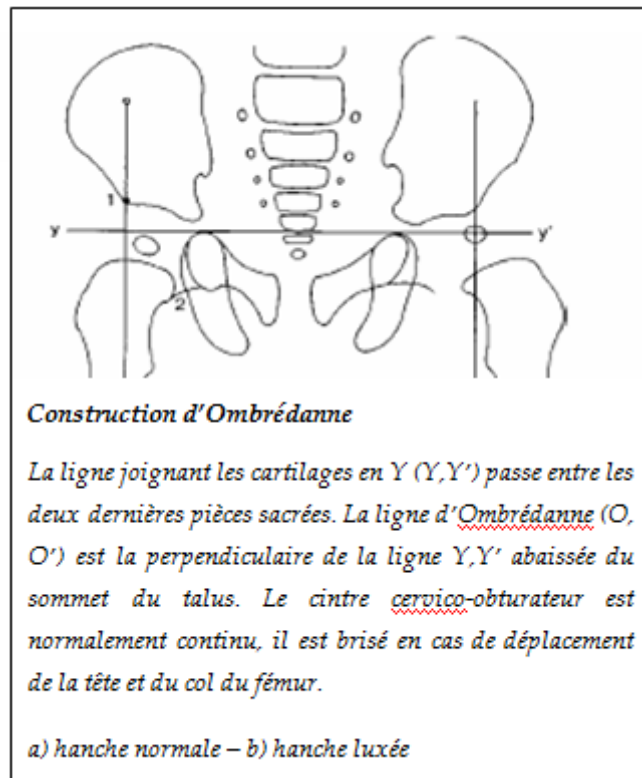 1
y
y'
2
Construction d'Ombrédanne
La ligne joignant les cartilages en Y (Y,Y') passe entre les
deux dernières pièces sacrées. La ligne d'Ombrédanne (O,
O') est la perpendiculaire de la ligne Y,Y' abaissée du
sommet du talus. Le cintre cervico-obturateur est
normalement continu, il est brisé en cas de déplacement
de la tête et du col du fémur.
a) hanche normale – b) hanche luxée